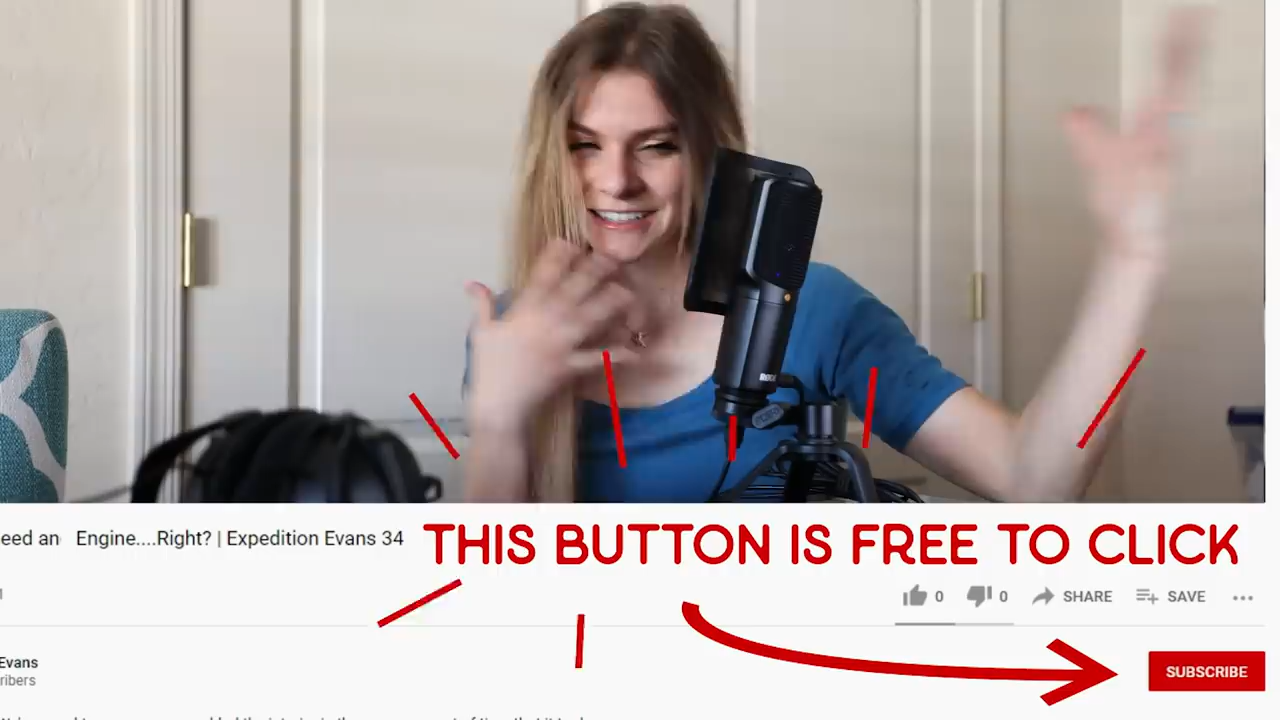 eed an Engine....Right? | Expedition Evans 34
THIS BUTTON IS FREE TO CLICK
0 0 SHARE SAVE
Evans
ribers
SUBSCRIBE